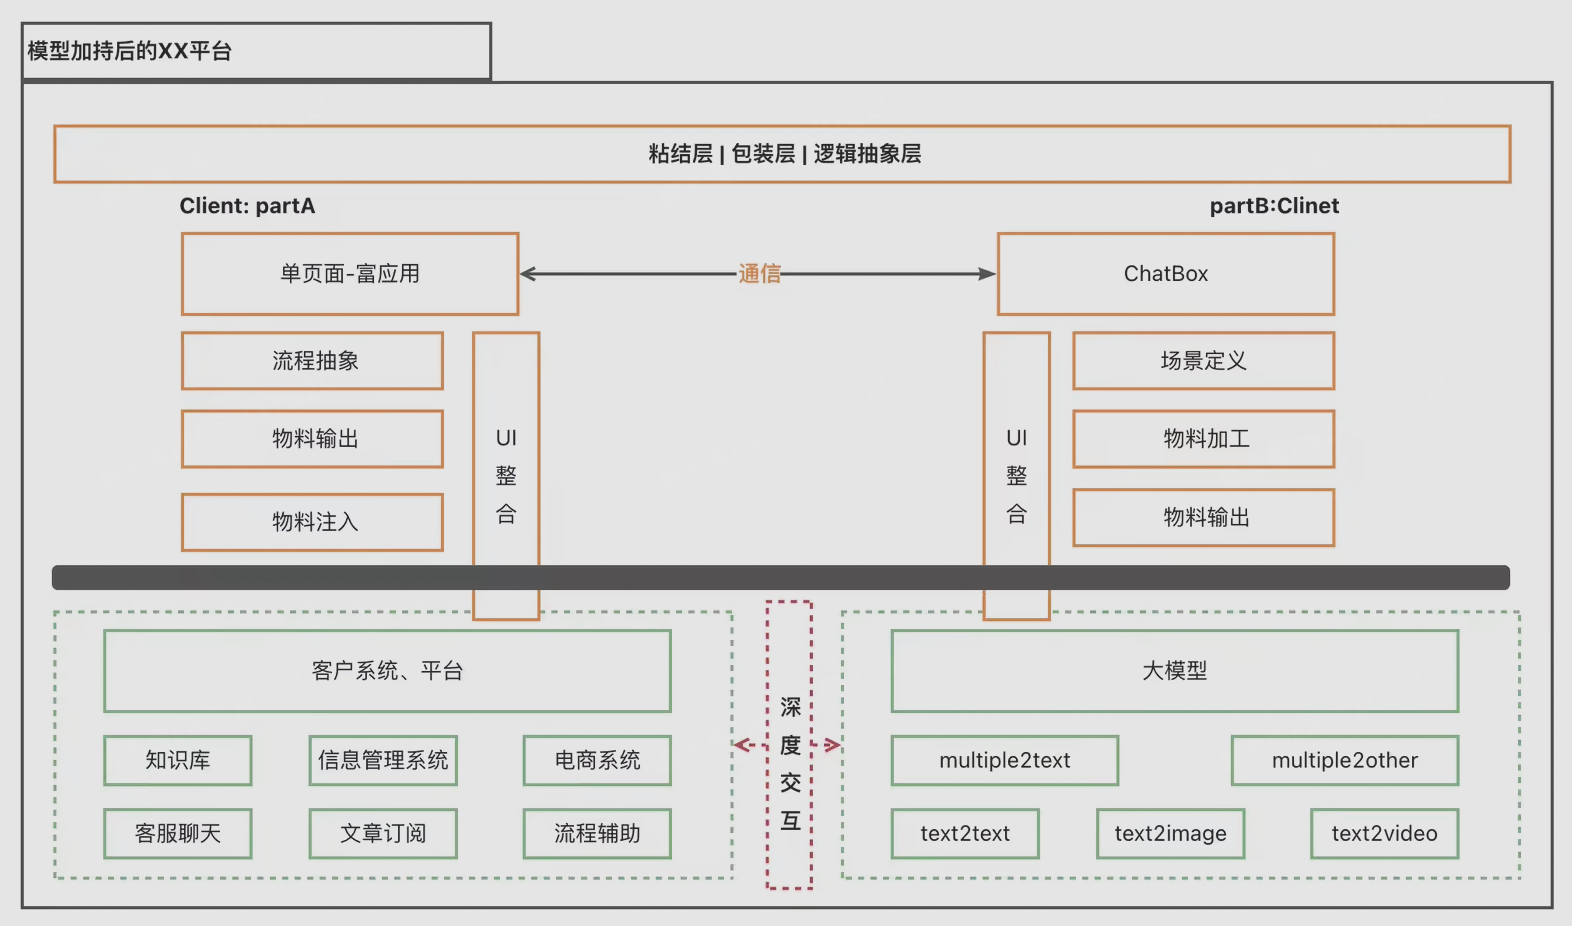 模型加持后的XX平台
粘结层 | 包装层 | 逻辑抽象层
Client: partA
partB:Clinet
单页面-富应用
通信
ChatBox
流程抽象
物料输出
物料注入
UI
整
合
UI
整
合
场景定义
物料加工
物料输出
客户系统、平台
知识库
信息管理系统
电商系统
客服聊天
文章订阅
流程辅助
深
度
交
互
大模型
multiple2text
multiple2other
text2text
text2image
text2video